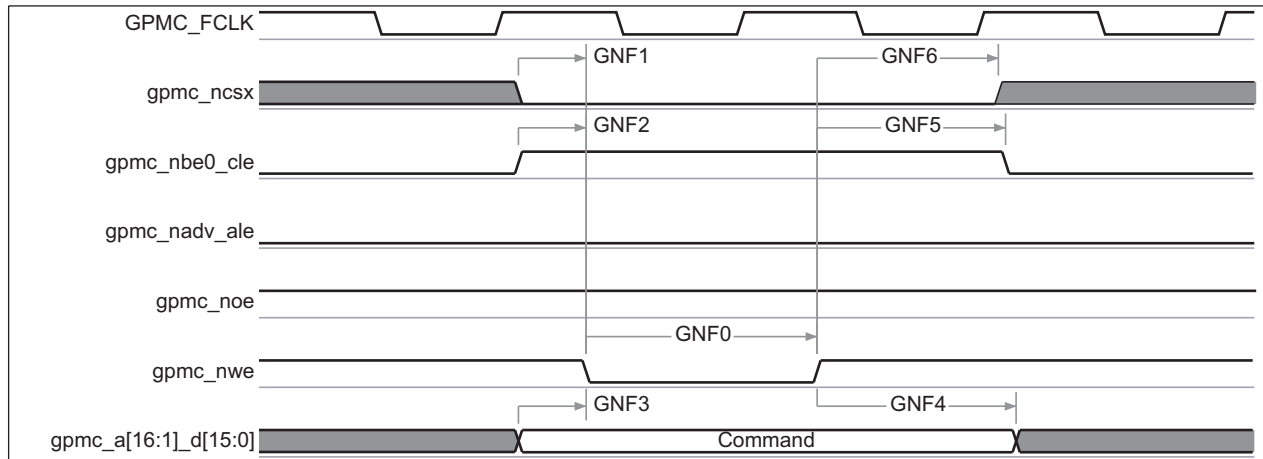 GPMC_FCLK
GNF1
GNF6
gpmc_ncsx
GNF2
GNF5
gpmc_nbe0_cle
gpmc_nadv_ale
gpmc_noe
GNF0
gpmc_nwe
GNF3
GNF4
gpmc_a[16:1]_d[15:0]
Command